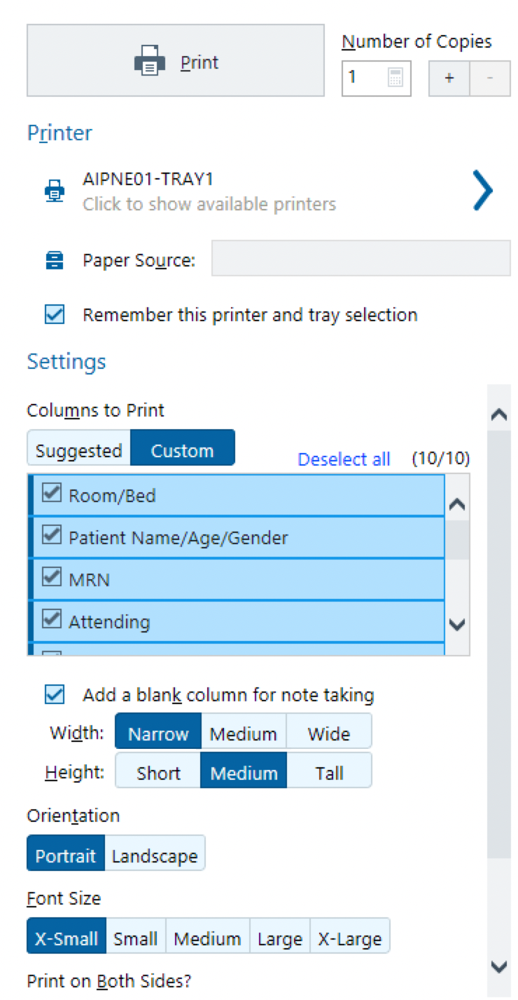 Print
Number of Copies
1
+ -
Printer
AIPNE01-TRAY1
Click to show available printers
Paper Source:
Remember this printer and tray selection
Settings
Columns to Print
Suggested Custom
Deselect all (10/10)
Room/Bed
Patient Name/Age/Gender
MRN
Attending
Add a blank column for note taking
Width: Narrow Medium Wide
Height: Short Medium Tall
Orientation
Portrait Landscape
Font Size
X-Small Small Medium Large X-Large
Print on Both Sides?